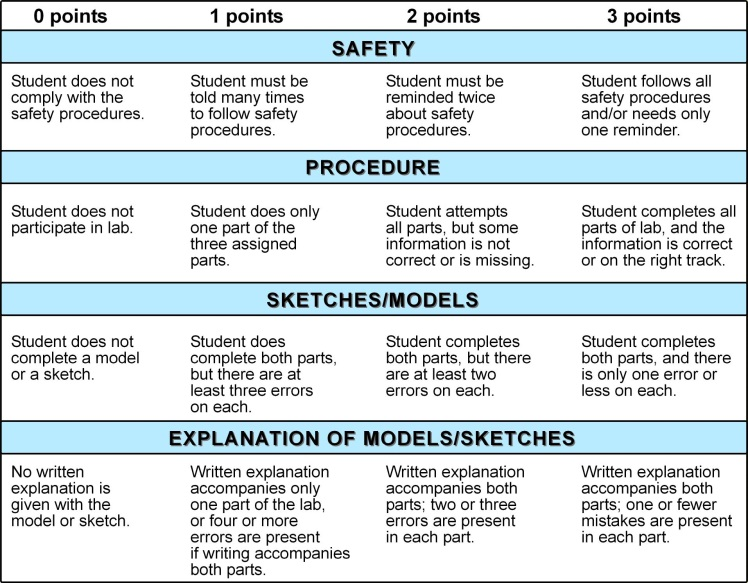 0 points 1 points 2 points 3 points
SAFETY
Student does not
comply with the
safety procedures.
Student must be
told many times
to follow safety
procedures.
Student must be
reminded twice
about safety
procedures.
Student follows all
safety procedures
and/or needs only
one reminder.
PROCEDURE
Student does not
participate in lab.
Student does only
one part of the
three assigned
parts.
Student attempts
all parts, but some
information is not
correct or is missing.
Student completes all
parts of lab, and the
information is correct
or on the right track.
SKETCHES/MODELS
Student does not
complete a model
or a sketch.
Student does
complete both parts,
but there are at
least three errors
on each.
Student completes
both parts, but there
are at least two
errors on each.
Student completes
both parts, and there
is only one error or
less on each.
EXPLANATION OF MODELS/SKETCHES
No written
explanation is
given with the
model or sketch.
Written explanation
accompanies only
one part of the lab,
or four or more
errors are present
if writing accompanies
both parts.
Written explanation
accompanies both
parts; two or three
errors are present
in each part.
Written explanation
accompanies both
parts; one or fewer
mistakes are present
in each part.